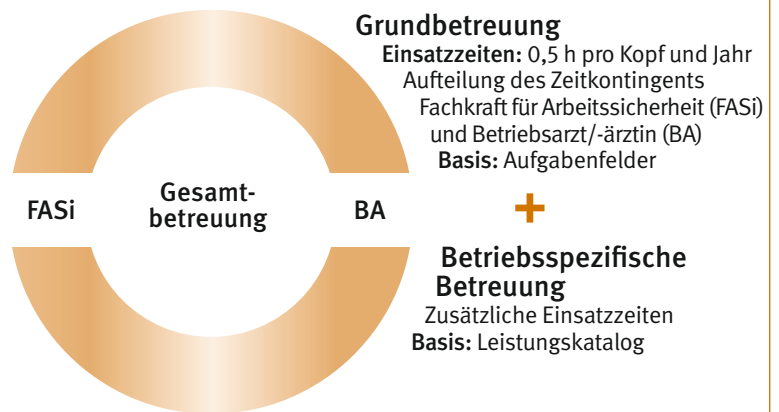 Grundbetreuung
Einsatzzeiten: 0,5 h pro Kopf und Jahr
Aufteilung des Zeitkontingents
Fachkraft für Arbeitssicherheit (FASi)
und Betriebsarzt/-ärztin (BA)
Basis: Aufgabenfelder
FASi
Gesamt-
betreuung
BA
+
Betriebsspezifische
Betreuung
Zusätzliche Einsatzzeiten
Basis: Leistungskatalog